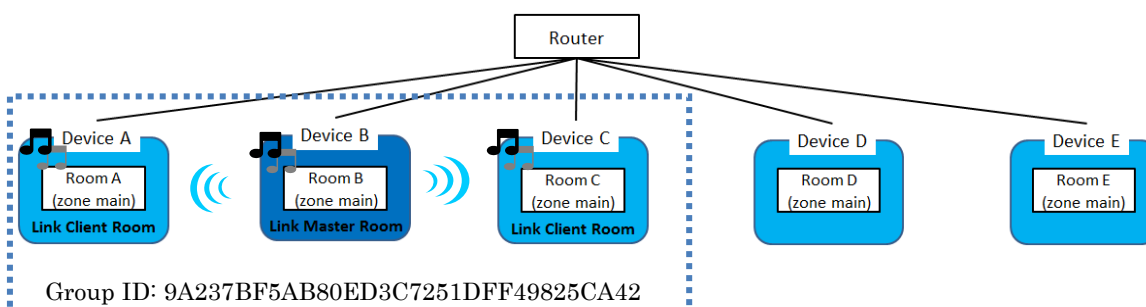 Router
Device A
Device B
Device C
Device D
Device E
Room A
(zone main)
Room B
(zone main)
Room C
(zone main)
Room D
(zone main)
Room E
(zone main)
Link Client Room
Link Master Room
Link Client Room
Group ID: 9A237BF5AB80ED3C7251DFF49825CA42